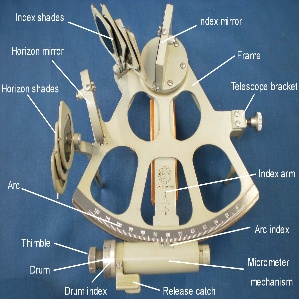 Index shades
Index mirror
Horizon mirror
Frame
Horizon shades
Telescope bracket
Index arm
Arc
Arc index
Thimble
Drum
Micrometer
mechanism
Drum index
Release catch